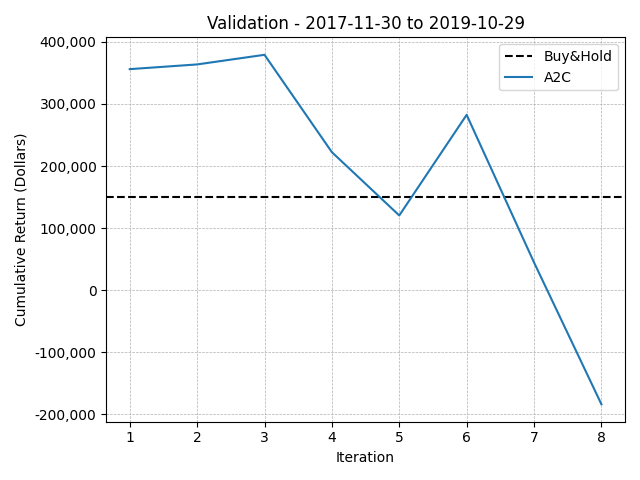 Validation - 2017-11-30 to 2019-10-29
400,000
300,000
200,000
100,000
0
-100,000
-200,000
Cumulative Return (Dollars)
Buy&Hold
A2C
1 2 3 4 5 6 7 8
Iteration